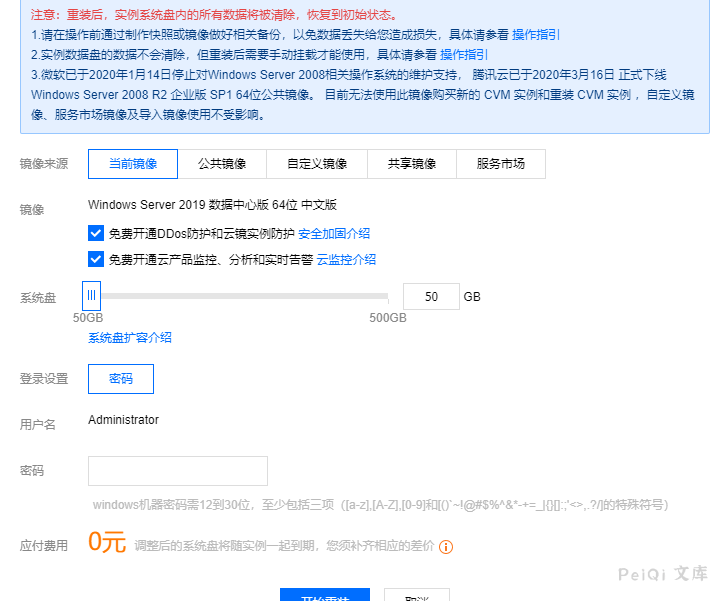 注意：重装后，实例系统盘内的所有数据将被清除，恢复到初始状态。
1.请在操作前通过制作快照或镜像做好相关备份，以免数据丢失给您造成损失，具体请参看 操作指引
2.实例数据盘的数据不会清除，但重装后需要手动挂载才能使用，具体请参看 操作指引
3.微软已于2020年1月14日停止对Windows Server 2008相关操作系统的维护支持， 腾讯云已于2020年3月16日 正式下线
Windows Server 2008 R2 企业版 SP1 64位公共镜像。 目前无法使用此镜像购买新的 CVM 实例和重装 CVM 实例 ，自定义镜
像、服务市场镜像及导入镜像使用不受影响。
镜像来源 当前镜像 公共镜像 自定义镜像 共享镜像 服务市场
镜像 Windows Server 2019 数据中心版 64位 中文版
免费开通DDos防护和云镜实例防护 安全加固介绍
免费开通云产品监控、分析和实时告警 云监控介绍
系统盘 50 GB
50GB 500GB
系统盘扩容介绍
登录设置 密码
用户名 Administrator
密码
windows机器密码需12到30位，至少包括三项（[a-z],[A-Z],[0-9]和[()`~!@#$%^&*-+=_|{}[]:;'<>,.?/]的特殊符号）
应付费用 0元 调整后的系统盘将随实例一起到期，您须补齐相应的差价
PeiQi 文库
开始重装 取消